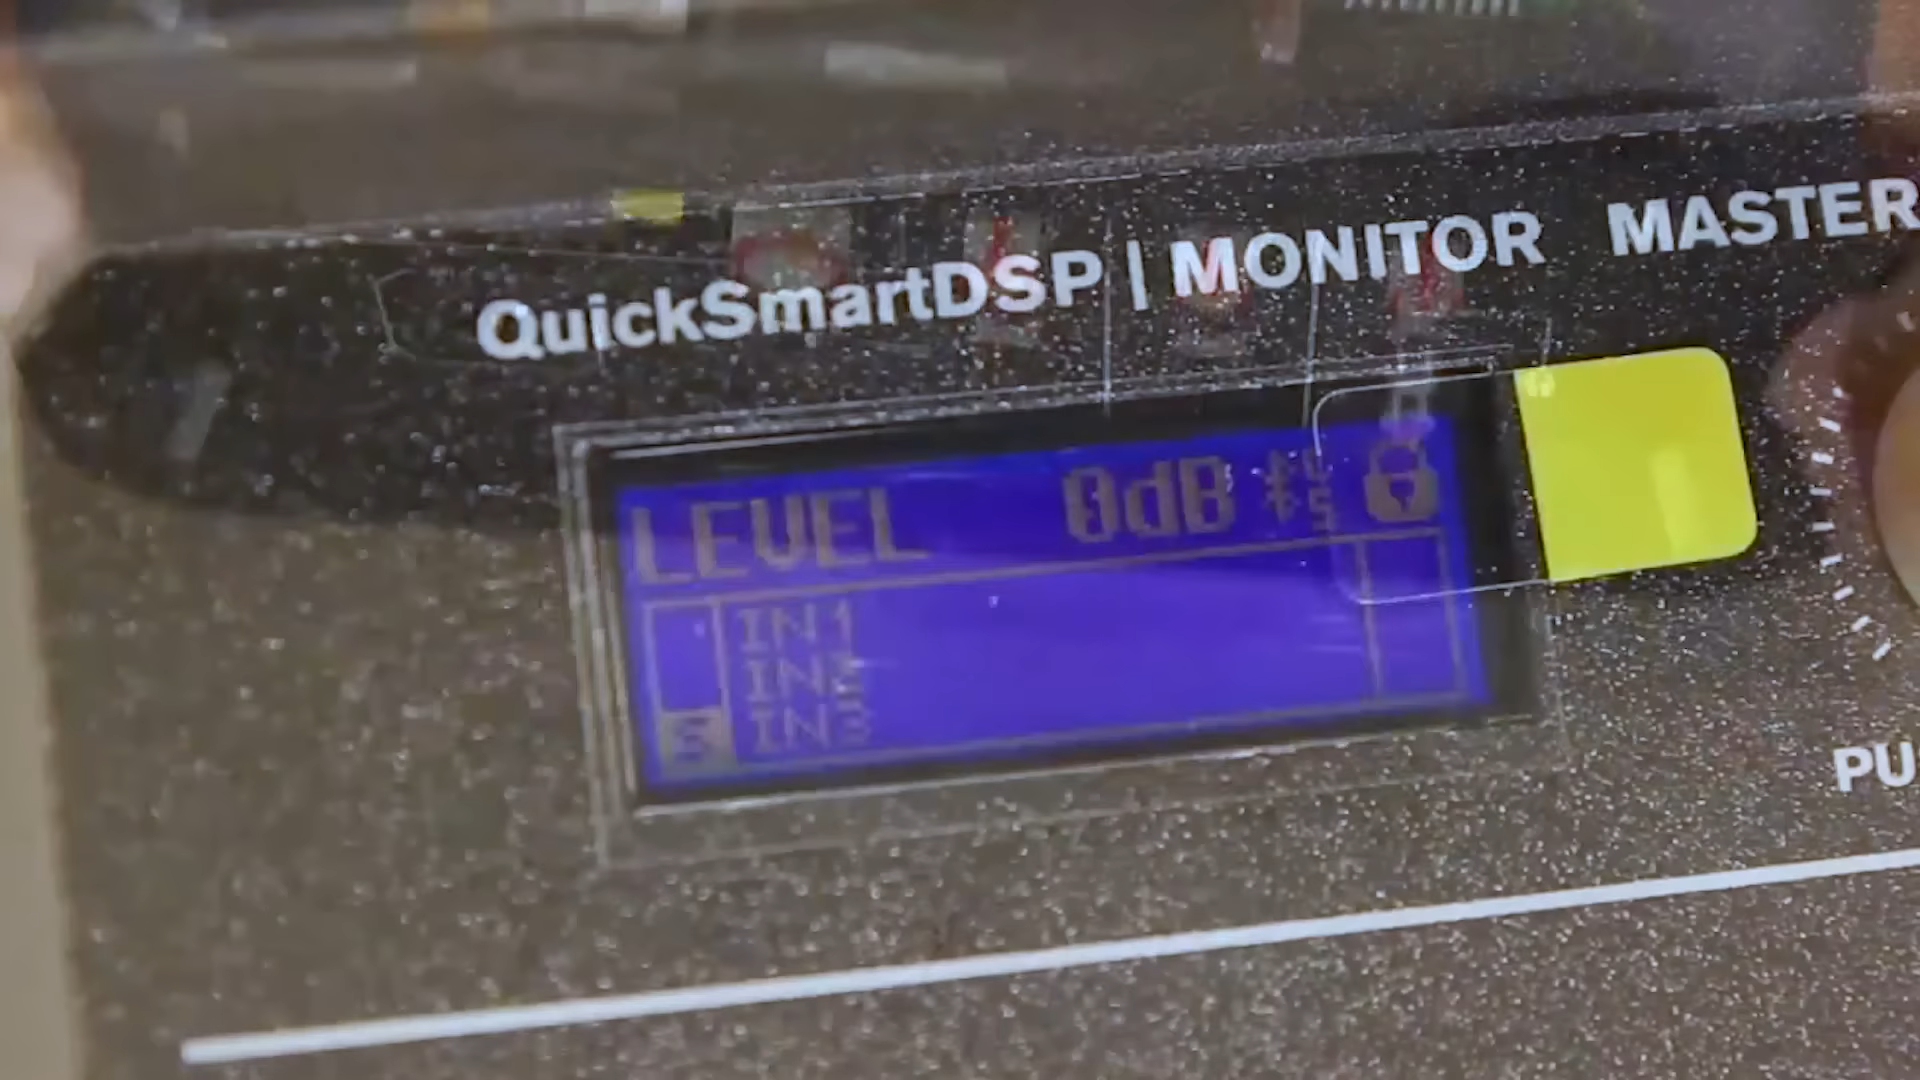 QuickSmartDSP | MONITOR MASTER
LEVEL 0dB
IN1
IN2
IN3
S
PU